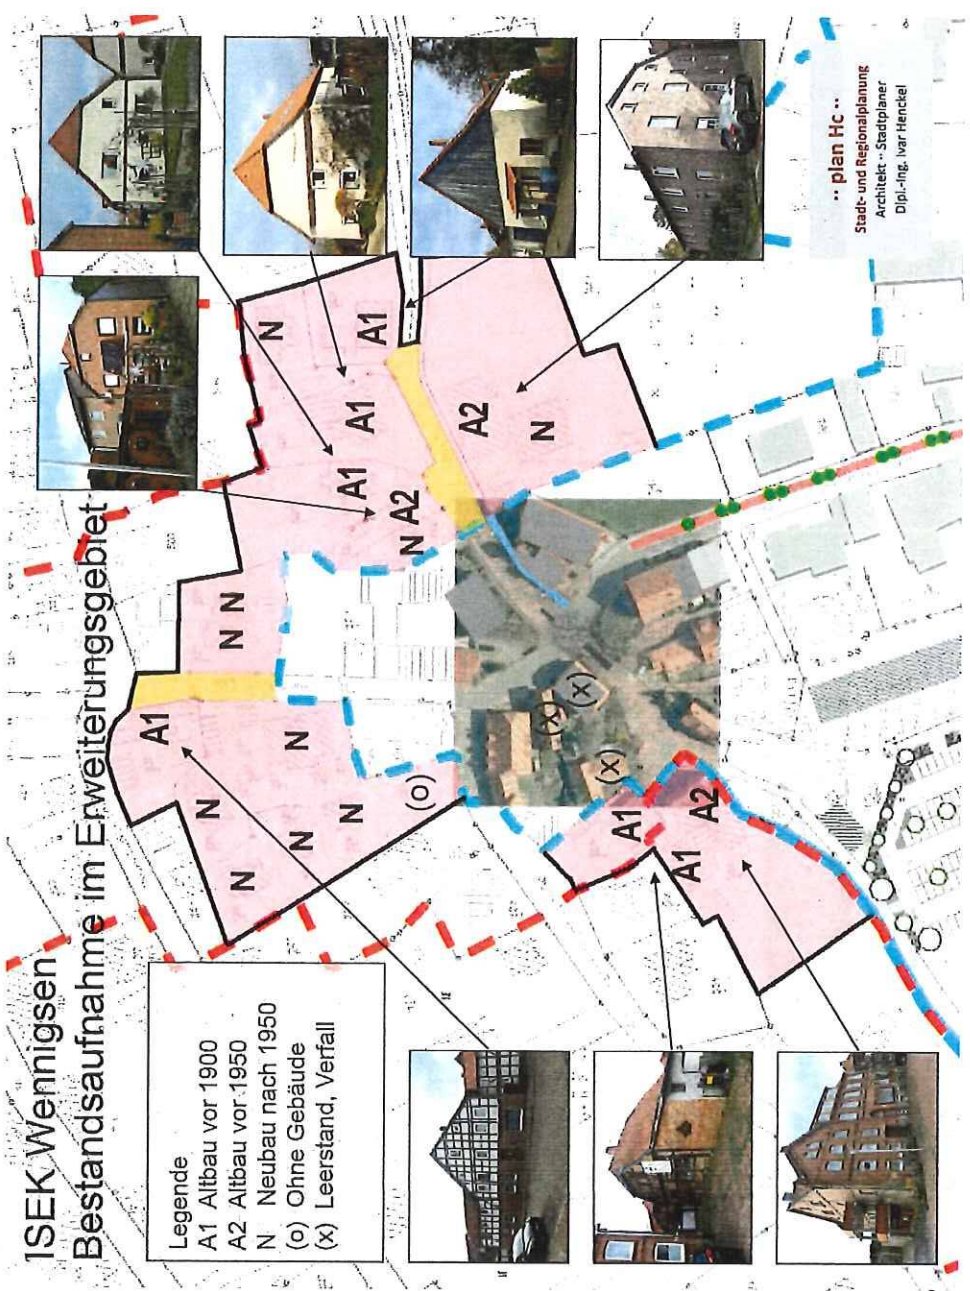 ISEK Wennigsen
Bestandsaufnahme im Erweiterungsgebiet
Legende
A1 Altbau vor 1900
A2 Altbau vor 1950
N Neubau nach 1950
(o) Ohne Gebäude
(x) Leerstand, Verfall
A1
N
N N
N
N
N
N
N
A1
A1
A1
N A2
(o)
A2
N
(x)
(x)
(x)
A1
A1
A2
•• plan Hc ••
Stadt- und Regionalplanung
Architekt •• Stadtplaner
Dipl.-Ing. Ivar Henckel